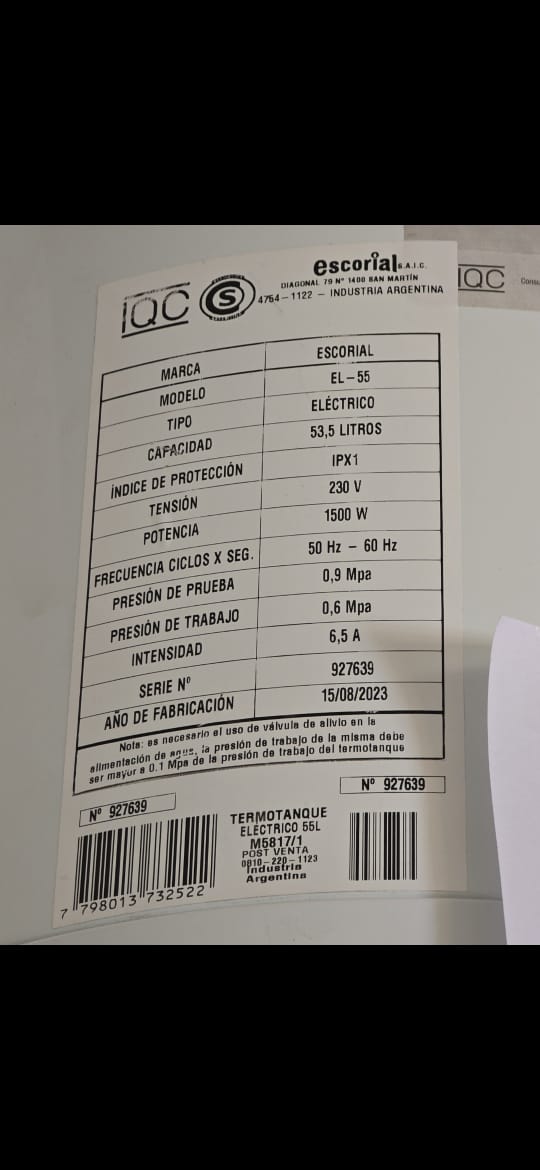 IQC
S
escorial S.A.I.C.
DIAGONAL 79 Nº 1400 SAN MARTÍN
4754-1122 - INDUSTRIA ARGENTINA
IQC
MARCA ESCORIAL
MODELO EL-55
TIPO ELÉCTRICO
CAPACIDAD 53,5 LITROS
ÍNDICE DE PROTECCIÓN IPX1
TENSIÓN 230 V
POTENCIA 1500 W
FRECUENCIA CICLOS X SEG. 50 Hz - 60 Hz
PRESIÓN DE PRUEBA 0,9 Mpa
PRESIÓN DE TRABAJO 0,6 Mpa
INTENSIDAD 6,5 A
SERIE Nº 927639
AÑO DE FABRICACIÓN 15/08/2023
Nota: es necesario el uso de válvula de alivio en la
alimentación de agua, la presión de trabajo de la misma debe
ser mayor a 0.1 Mpa de la presión de trabajo del termotanque
Nº 927639
Nº 927639
TERMOTANQUE
ELÉCTRICO 55L
M5817/1
POST VENTA
0810-220-1123
Industria
Argentina
7 798013 732522